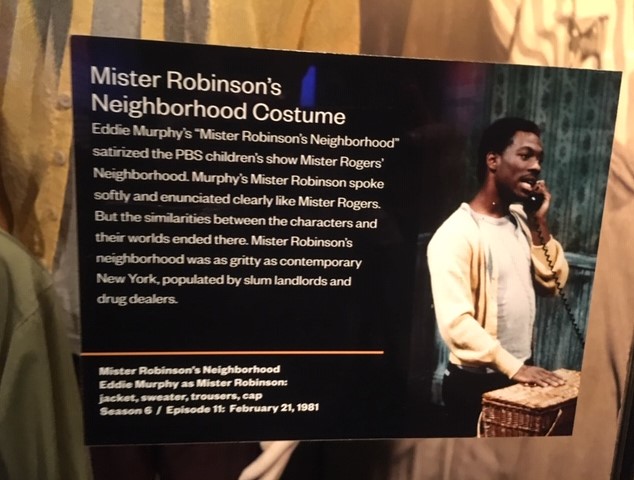 Mister Robinson's
Neighborhood Costume
Eddie Murphy's "Mister Robinson's Neighborhood"
satirized the PBS children's show Mister Rogers'
Neighborhood. Murphy's Mister Robinson spoke
softly and enunciated clearly like Mister Rogers.
But the similarities between the characters and
their worlds ended there. Mister Robinson's
neighborhood was as gritty as contemporary
New York, populated by slum landlords and
drug dealers.
Mister Robinson's Neighborhood
Eddie Murphy as Mister Robinson:
jacket, sweater, trousers, cap
Season 6 / Episode 11: February 21, 1981